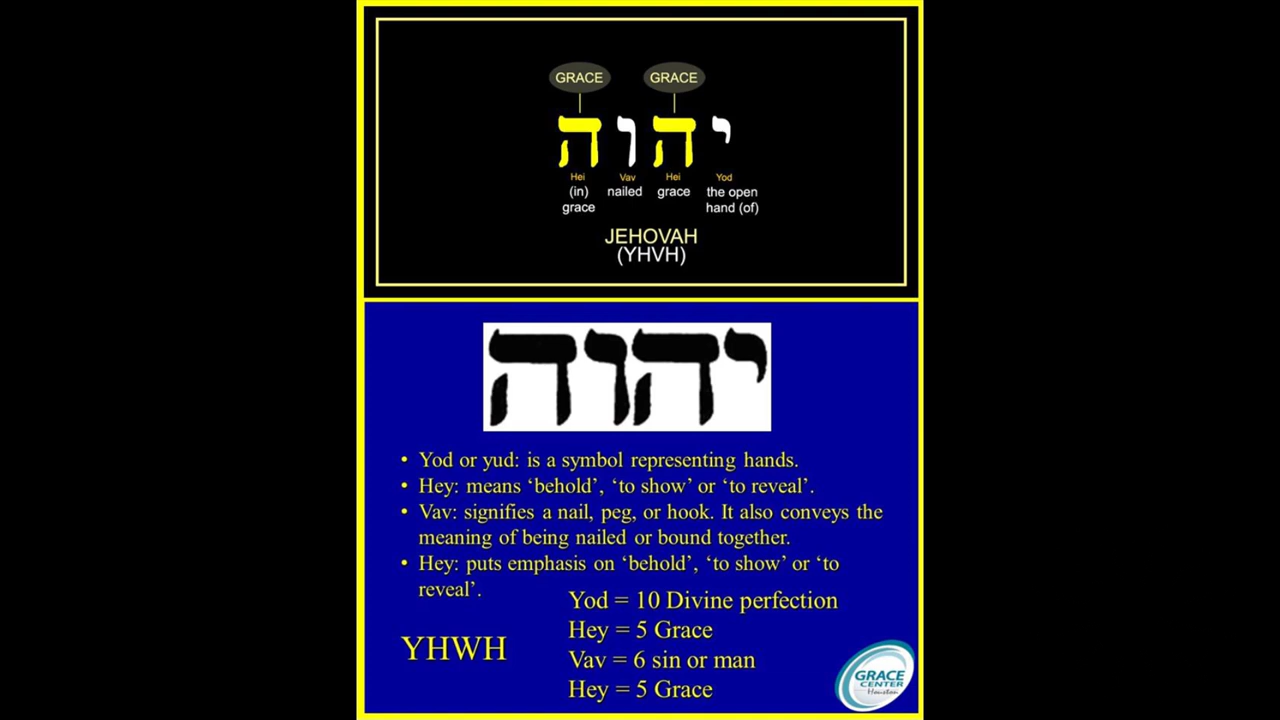 GRACE GRACE
יהוה
Hei Vav Hei Yod
(in) nailed grace the open
grace hand (of)
JEHOVAH
(YHVH)
יהוה
• Yod or yud: is a symbol representing hands.
• Hey: means ‘behold’, ‘to show’ or ‘to reveal’.
• Vav: signifies a nail, peg, or hook. It also conveys the
meaning of being nailed or bound together.
• Hey: puts emphasis on ‘behold’, ‘to show’ or ‘to
reveal’.
Yod = 10 Divine perfection
Hey = 5 Grace
YHWH
Vav = 6 sin or man
Hey = 5 Grace
GRACE
CENTER
Houston